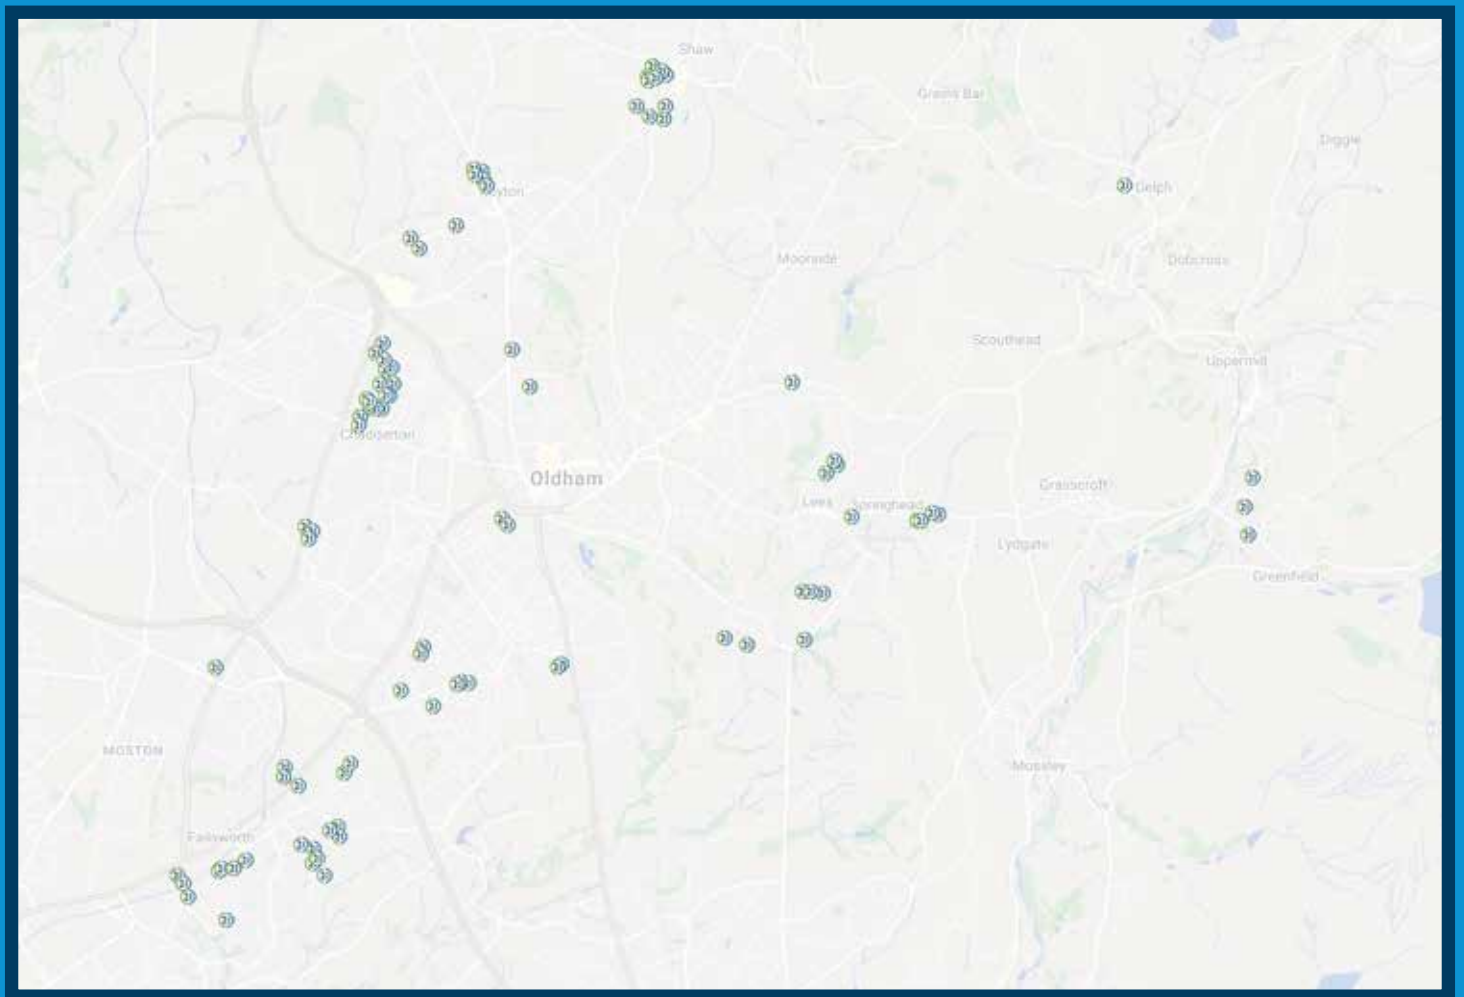 Shaw
Grains Bar
Diggle
Delph
Moorside
Dobcross
Scouthead
Uppermill
Chadderton
Oldham
Grasscroft
Lees
Springhead
Lydgate
Greenfield
MOSTON
Mossley
Failsworth
20